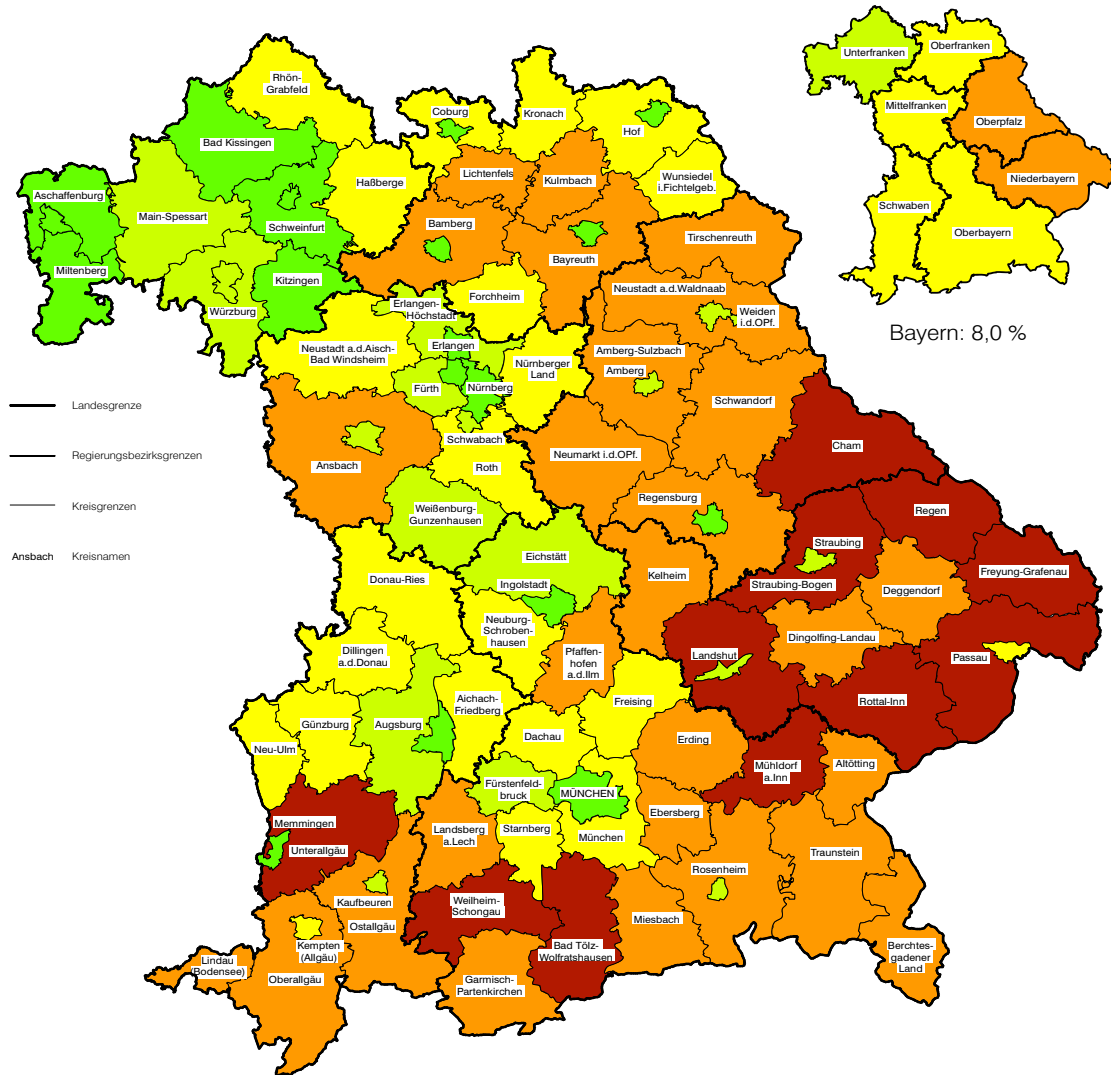 Unterfranken
Oberfranken
Mittelfranken
Oberpfalz
Niederbayern
Schwaben
Oberbayern
Bayern: 8,0 %
Rhön-
Grabfeld
Coburg
Kronach
Hof
Bad Kissingen
Lichtenfels
Kulmbach
Wunsiedel
i.Fichtelgeb.
Haßberge
Aschaffenburg
Main-Spessart
Schweinfurt
Bamberg
Tirschenreuth
Bayreuth
Miltenberg
Kitzingen
Würzburg
Forchheim
Neustadt a.d.Waldnaab
Erlangen-
Höchstadt
Weiden
i.d.OPf.
Neustadt a.d.Aisch-
Bad Windsheim
Erlangen
Amberg-Sulzbach
Nürnberger
Land
Amberg
Fürth
Nürnberg
Schwandorf
Landesgrenze
Regierungsbezirksgrenzen
Kreisgrenzen
Ansbach
Kreisnamen
Schwabach
Cham
Roth
Neumarkt i.d.OPf.
Ansbach
Regensburg
Weißenburg-
Gunzenhausen
Regen
Straubing
Eichstätt
Kelheim
Freyung-Grafenau
Donau-Ries
Ingolstadt
Straubing-Bogen
Deggendorf
Neuburg-
Schroben-
hausen
Dingolfing-Landau
Dillingen
a.d.Donau
Pfaffen-
hofen
a.d.Ilm
Landshut
Passau
Aichach-
Friedberg
Freising
Rottal-Inn
Günzburg
Augsburg
Dachau
Erding
Neu-Ulm
Mühldorf
a.Inn
Altötting
Fürstenfeld-
bruck
MÜNCHEN
Memmingen
Landsberg
a.Lech
Starnberg
München
Ebersberg
Unterallgäu
Traunstein
Rosenheim
Kaufbeuren
Weilheim-
Schongau
Ostallgäu
Miesbach
Kempten
(Allgäu)
Bad Tölz-
Wolfratshausen
Lindau
(Bodensee)
Oberallgäu
Garmisch-
Partenkirchen
Berchtes-
gadener
Land